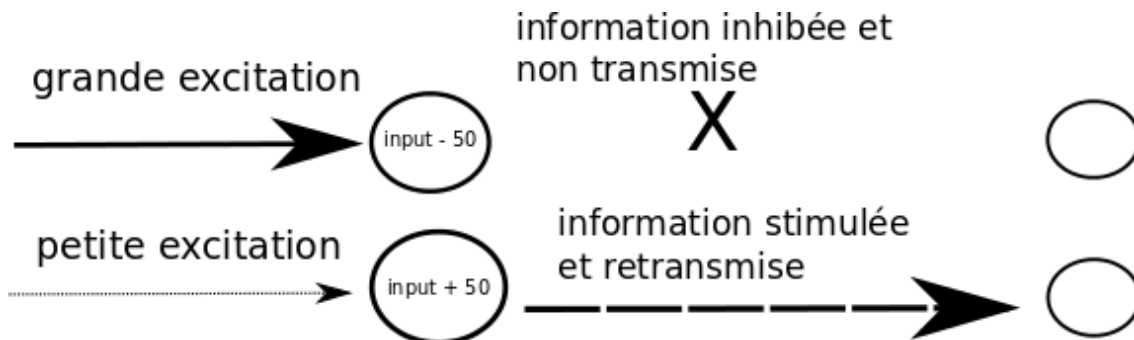 information inhibée et
non transmise
grande excitation
input - 50
X
petite excitation
input + 50
information stimulée
et retransmise